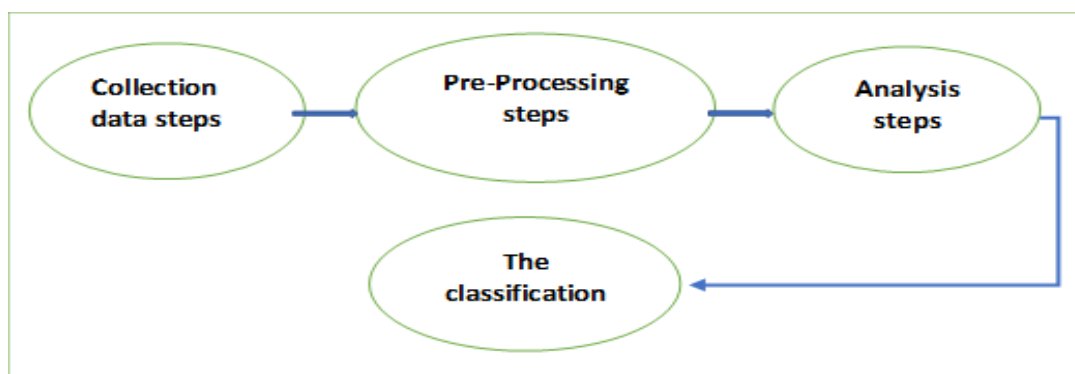 Collection
data steps
Pre-Processing
steps
Analysis
steps
The
classification